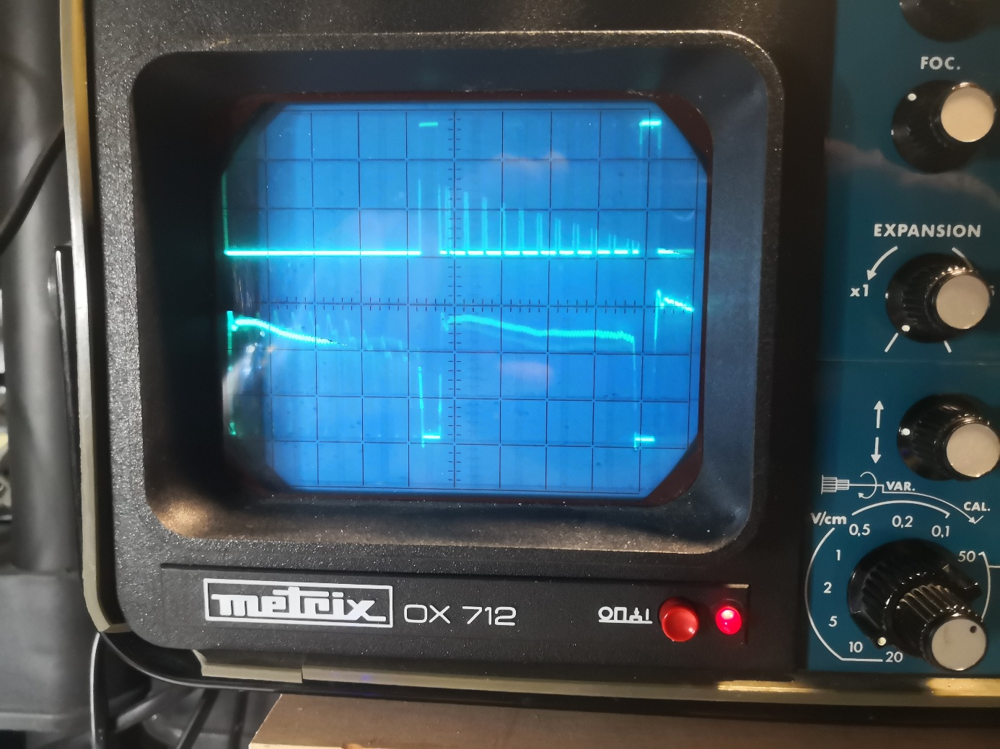 FOC.
EXPANSION
x1
VAR.
CAL.
V/cm
0,5
0,2
0,1
1
50
2
5
10
20
metrix OX 712